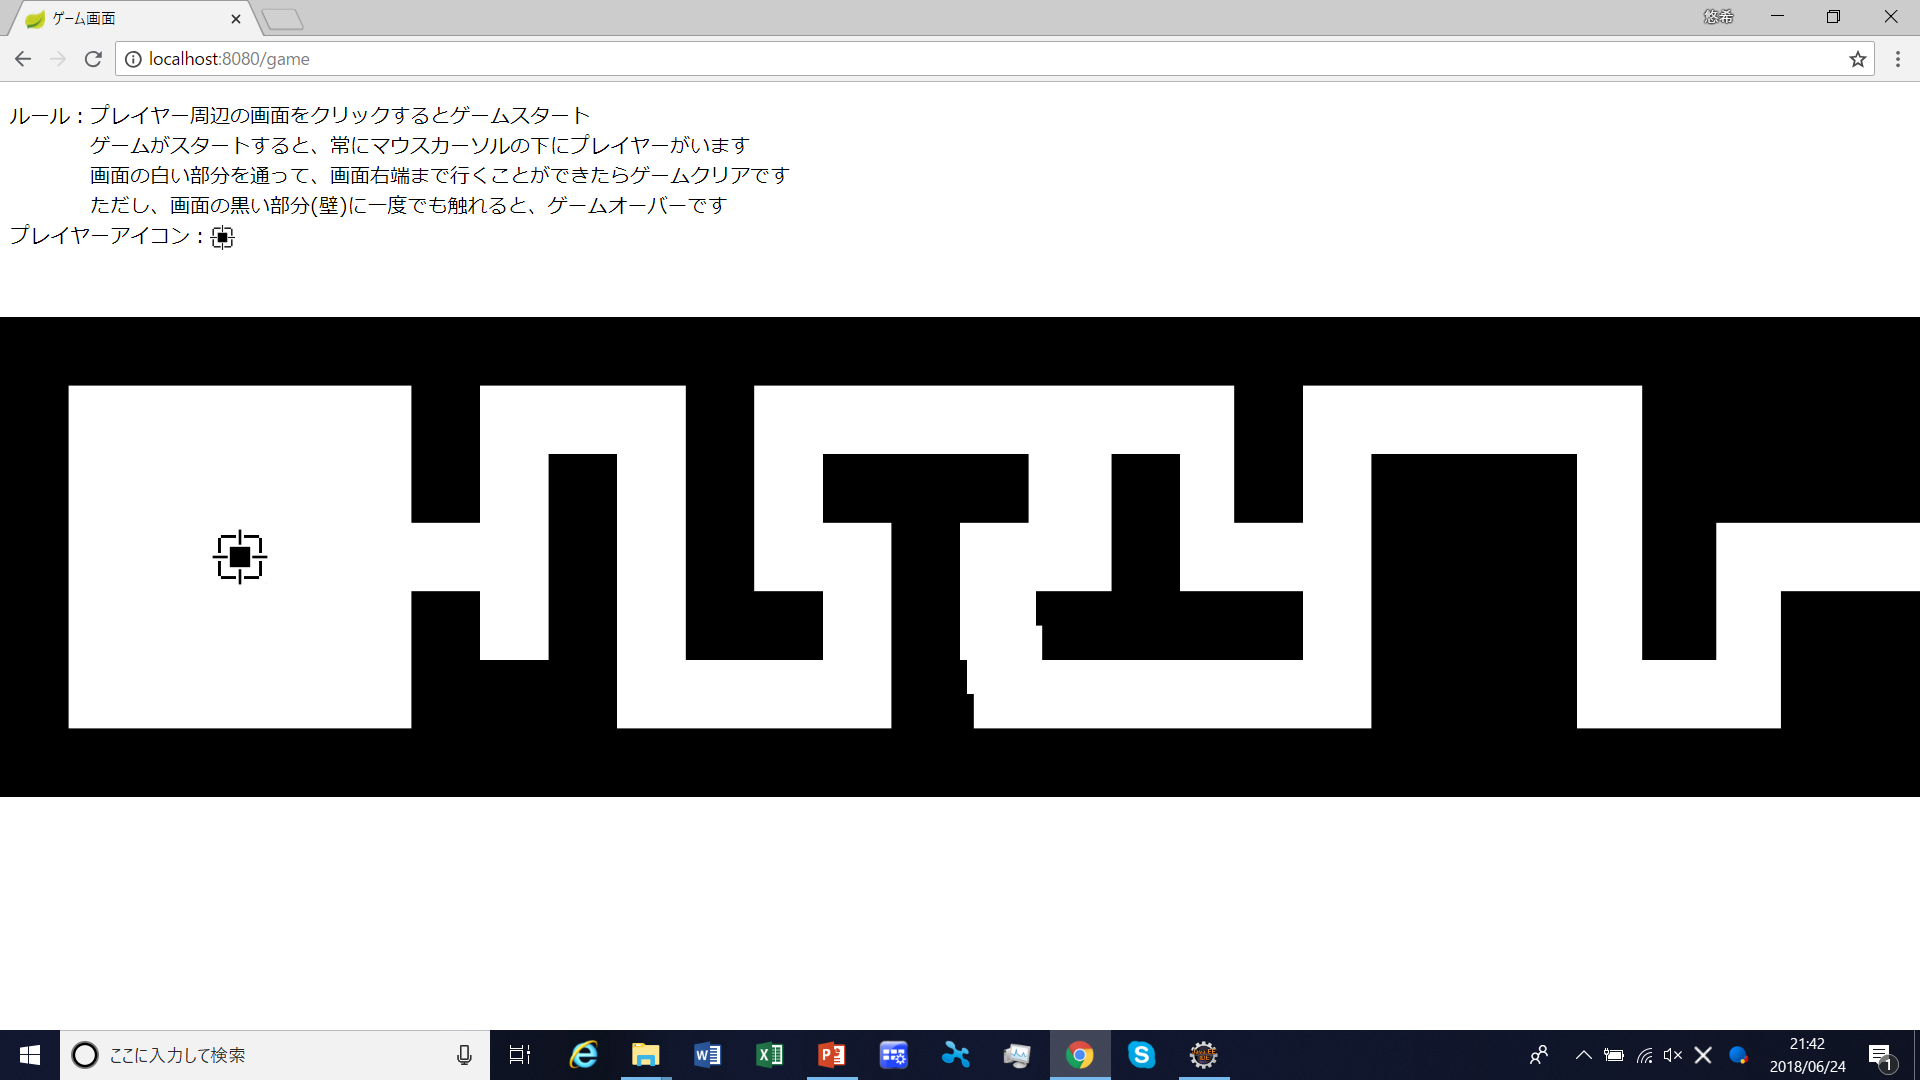 ゲーム画面
悠希
localhost:8080/game
ルール：プレイヤー周辺の画面をクリックするとゲームスタート
ゲームがスタートすると、常にマウスカーソルの下にプレイヤーがいます
画面の白い部分を通って、画面右端まで行くことができたらゲームクリアです
ただし、画面の黒い部分(壁)に一度でも触れると、ゲームオーバーです
プレイヤーアイコン：
ここに入力して検索
21:42
2018/06/24
1